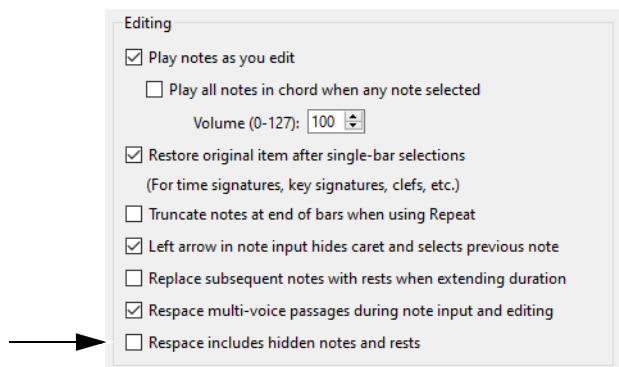 Editing
Play notes as you edit
Play all notes in chord when any note selected
Volume (0-127): 100
Restore original item after single-bar selections
(For time signatures, key signatures, clefs, etc.)
Truncate notes at end of bars when using Repeat
Left arrow in note input hides caret and selects previous note
Replace subsequent notes with rests when extending duration
Respace multi-voice passages during note input and editing
Respace includes hidden notes and rests